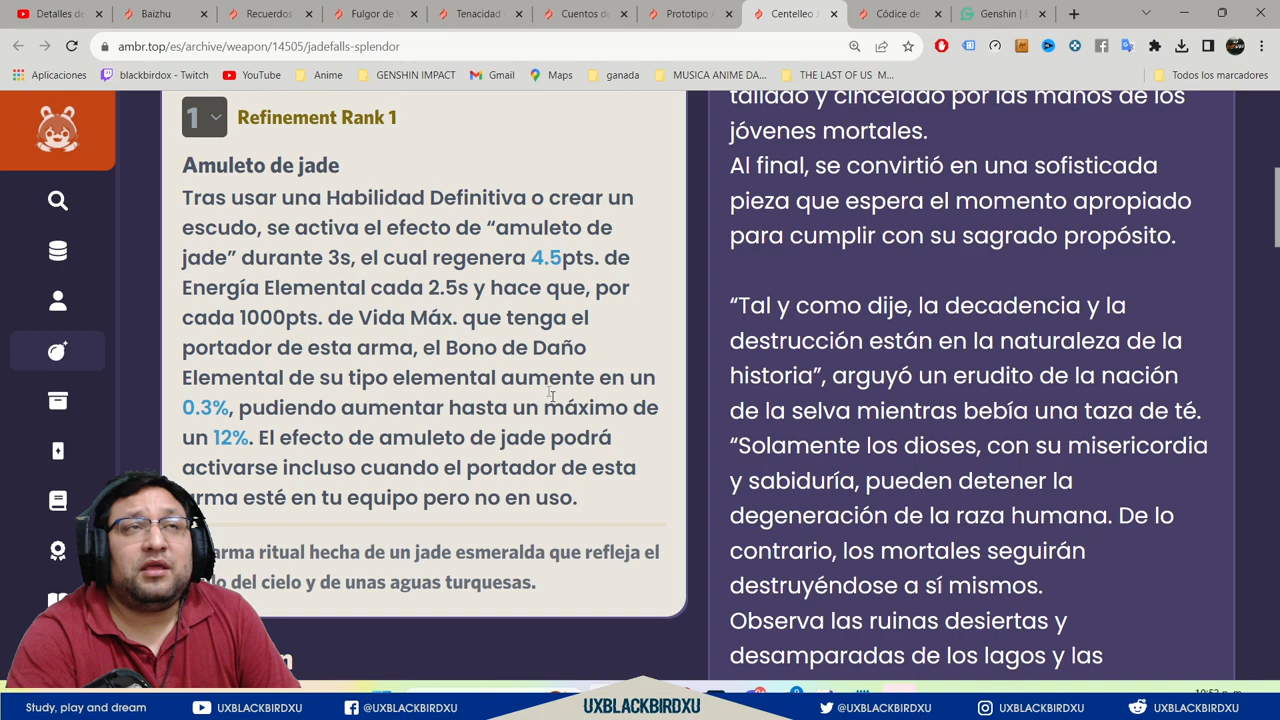 Detalles de
Baizhu
Recuerdos
Fulgor de
Tenacidad
Cuentos de
Prototipo
Centelleo
Códice de
Genshin |
ambr.top/es/archive/weapon/14505/jadefalls-splendor
Aplicaciones
blackbirdox - Twitch
YouTube
Anime
GENSHIN IMPACT
Gmail
Maps
ganada
MUSICA ANIME DA...
THE LAST OF US M...
Todos los marcadores
1
Refinement Rank 1
Amuleto de jade
Tras usar una Habilidad Definitiva o crear un
escudo, se activa el efecto de “amuleto de
jade” durante 3s, el cual regenera 4.5pts. de
Energía Elemental cada 2.5s y hace que, por
cada 1000pts. de Vida Máx. que tenga el
portador de esta arma, el Bono de Daño
Elemental de su tipo elemental aumente en un
0.3%, pudiendo aumentar hasta un máximo de
un 12%. El efecto de amuleto de jade podrá
activarse incluso cuando el portador de esta
arma esté en tu equipo pero no en uso.
arma ritual hecha de un jade esmeralda que refleja el
del cielo y de unas aguas turquesas.
tallado y cincelado por las manos de los
jóvenes mortales.
Al final, se convirtió en una sofisticada
pieza que espera el momento apropiado
para cumplir con su sagrado propósito.
“Tal y como dije, la decadencia y la
destrucción están en la naturaleza de la
historia”, arguyó un erudito de la nación
de la selva mientras bebía una taza de té.
“Solamente los dioses, con su misericordia
y sabiduría, pueden detener la
degeneración de la raza humana. De lo
contrario, los mortales seguirán
destruyéndose a sí mismos.
Observa las ruinas desiertas y
desamparadas de los lagos y las
Study, play and dream
UXBLACKBIRDXU
@UXBLACKBIRDXU
UXBLACKBIRDXU
@UXBLACKBIRDXU
UXBLACKBIRDXU
UXBLACKBIRDXU